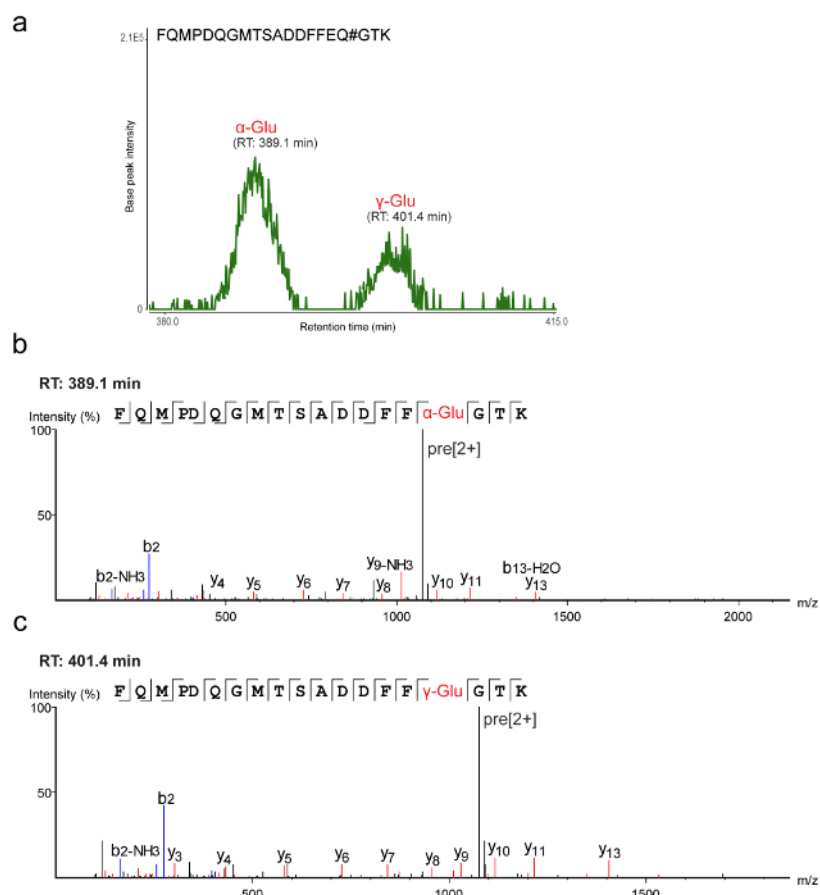 a
FQMPDQGMTSADDFFEQ#GTK
2.1E5
α-Glu
(RT: 389.1 min)
γ-Glu
(RT: 401.4 min)
Base peak intensity
0
380.0
415.0
Retention time (min)
b
RT: 389.1 min
Intensity (%)
F Q M P D Q G M T S A D D F F α-Glu G T K
100
pre[2+]
50
b2
b2-NH3
y4
y5
y6
y7
y8
y9-NH3
y10
y11
b13-H2O
y13
500
1000
1500
2000
m/z
c
RT: 401.4 min
Intensity (%)
F Q M P D Q G M T S A D D F F γ-Glu G T K
100
pre[2+]
50
b2
b2-NH3
y3
y4
y5
y6
y7
y8
y9
y10
y11
y13
500
1000
1500
m/z